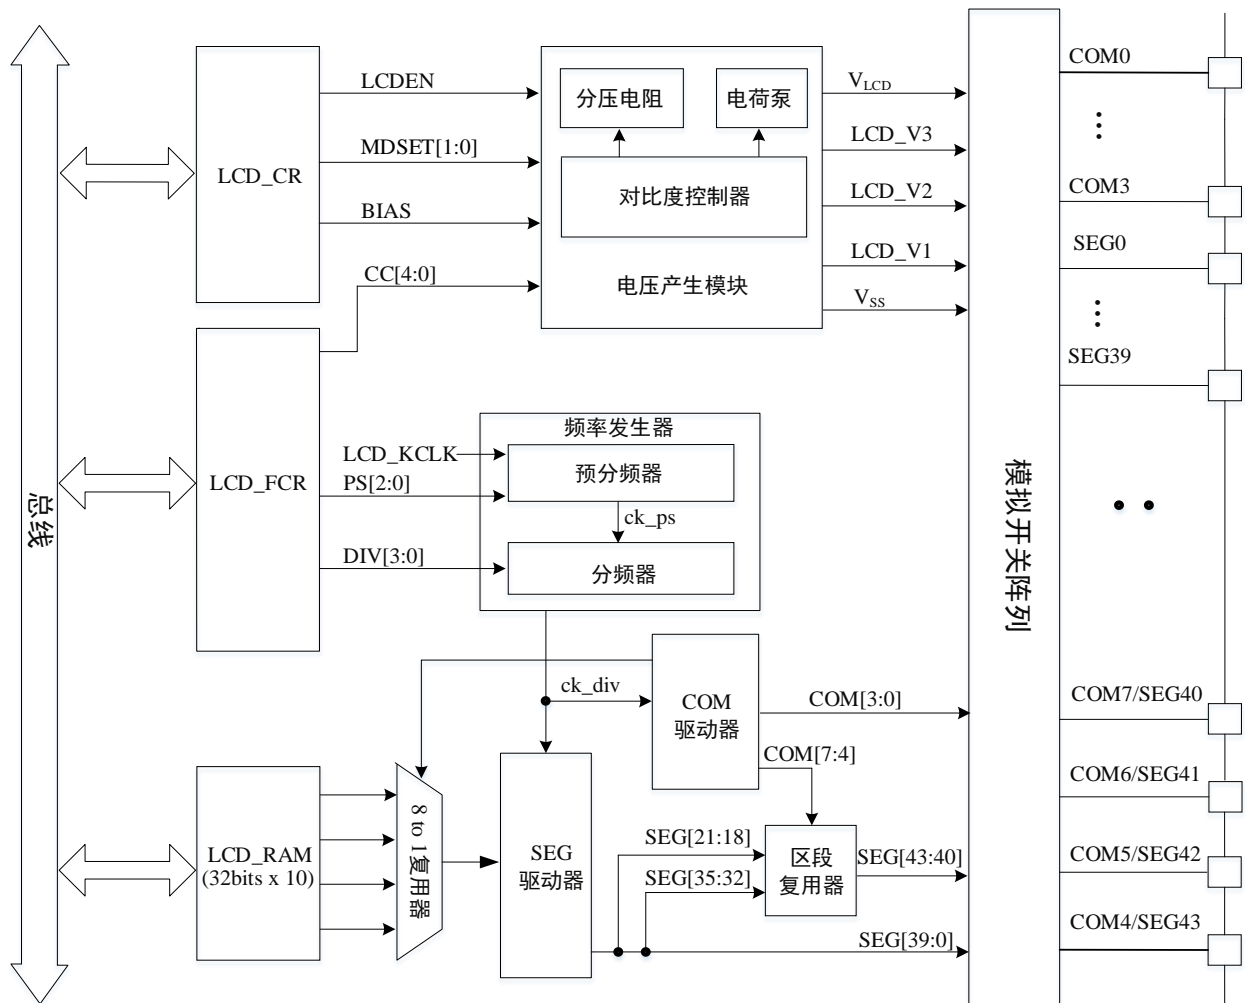 总线
LCD_CR
LCDEN
MDSET[1:0]
BIAS
CC[4:0]
分压电阻
电荷泵
对比度控制器
电压产生模块
V_LCD
LCD_V3
LCD_V2
LCD_V1
V_SS
模拟开关阵列
COM0
COM3
SEG0
SEG39
LCD_FCR
LCD_KCLK
PS[2:0]
DIV[3:0]
频率发生器
预分频器
ck_ps
分频器
ck_div
COM
驱动器
COM[3:0]
COM[7:4]
LCD_RAM
(32bits x 10)
8 to 1复用器
SEG
驱动器
SEG[21:18]
SEG[35:32]
区段
复用器
SEG[43:40]
SEG[39:0]
COM7/SEG40
COM6/SEG41
COM5/SEG42
COM4/SEG43